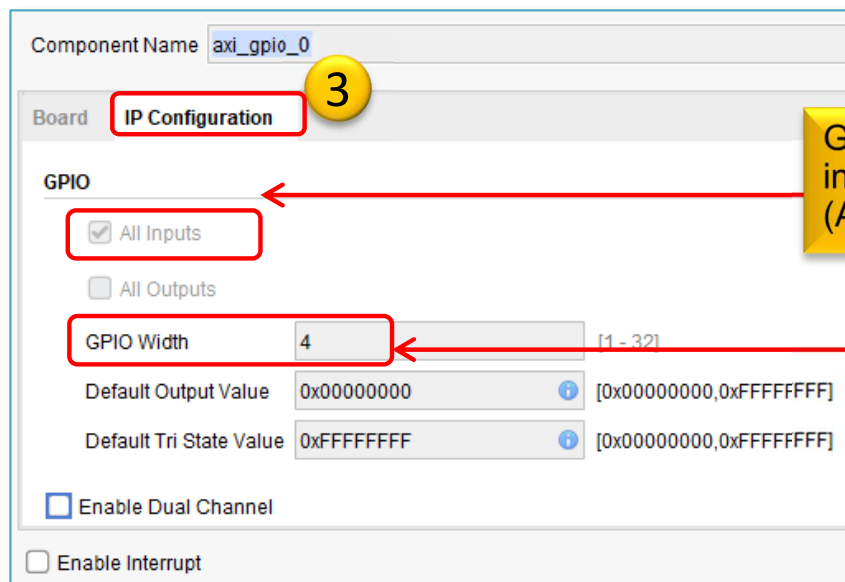 Component Name axi_gpio_0
3
Board IP Configuration
GPIO
All Inputs
All Outputs
GPIO Width 4 [1 - 32]
Default Output Value 0x00000000 [0x00000000,0xFFFFFFFF]
Default Tri State Value 0xFFFFFFFF [0x00000000,0xFFFFFFFF]
Enable Dual Channel
Enable Interrupt